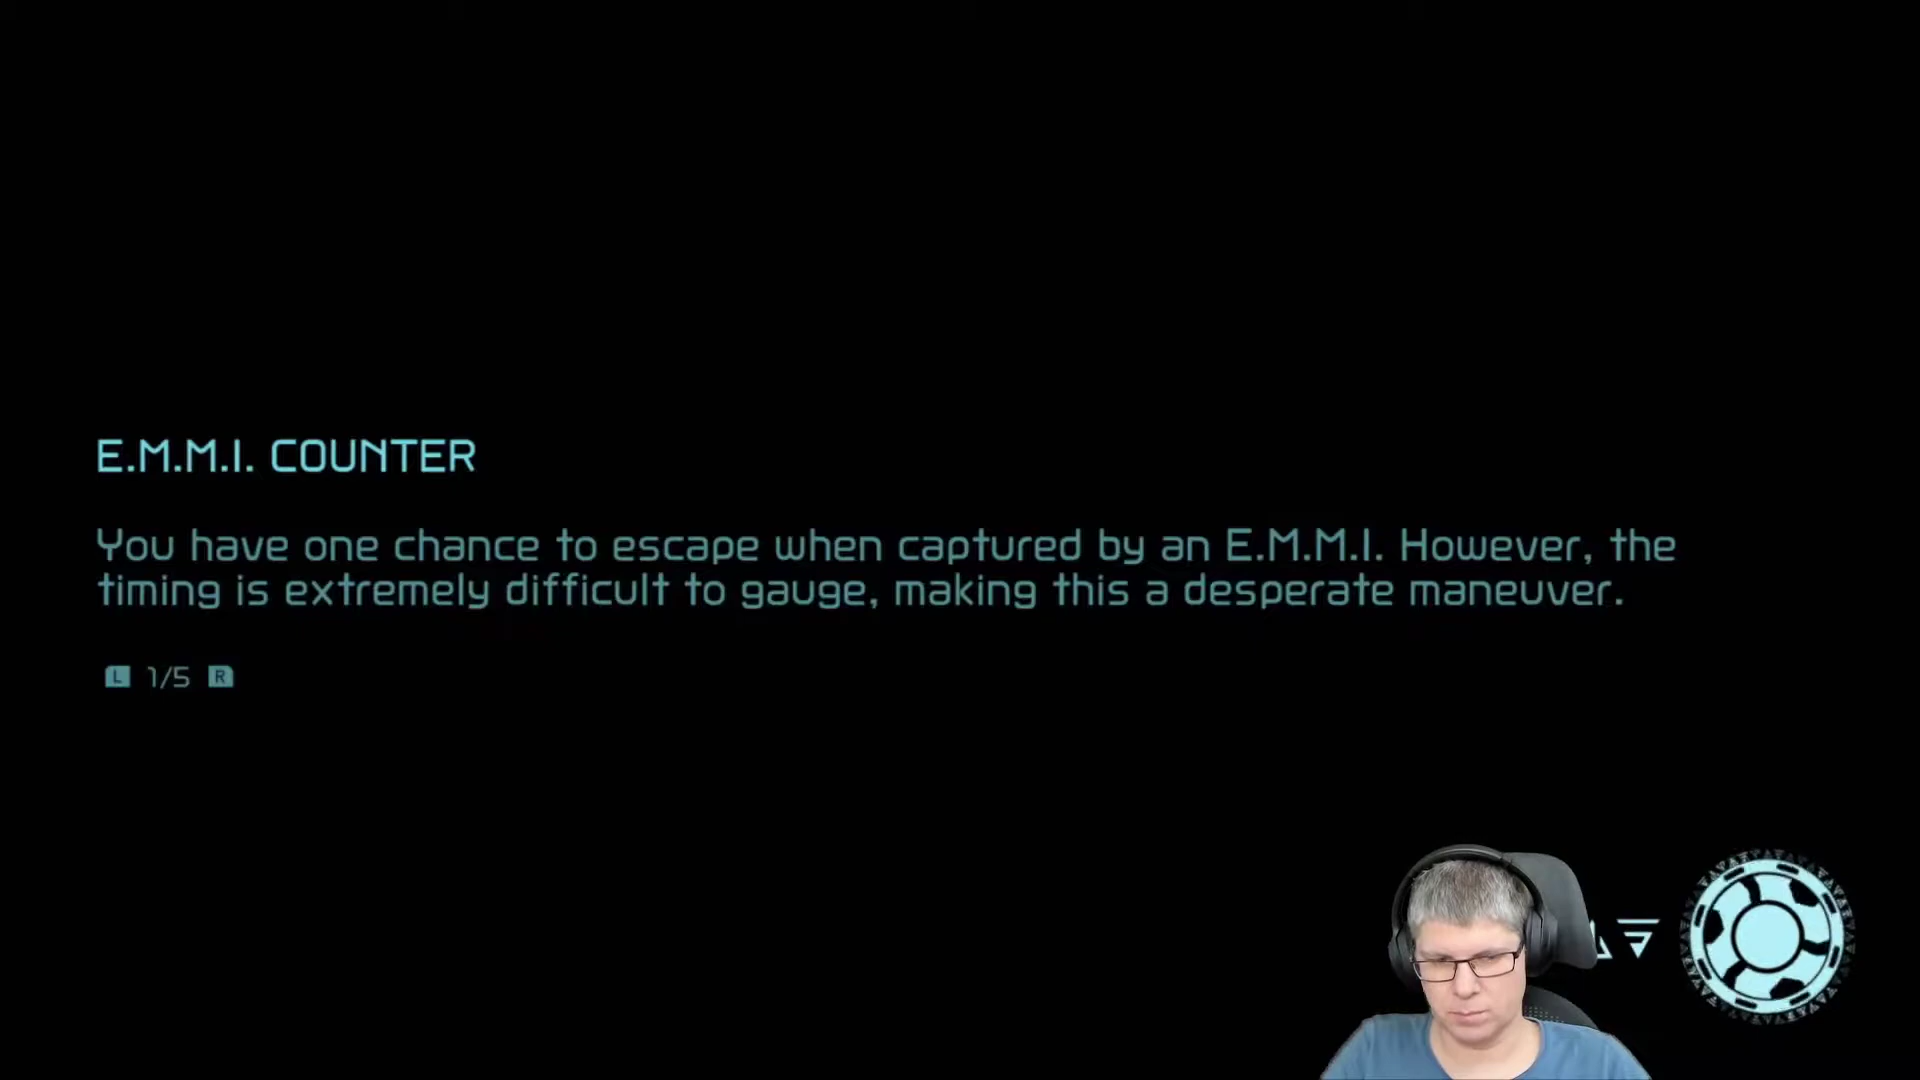 E.M.M.I. COUNTER
You have one chance to escape when captured by an E.M.M.I. However, the
timing is extremely difficult to gauge, making this a desperate maneuver.
L 1/5 R